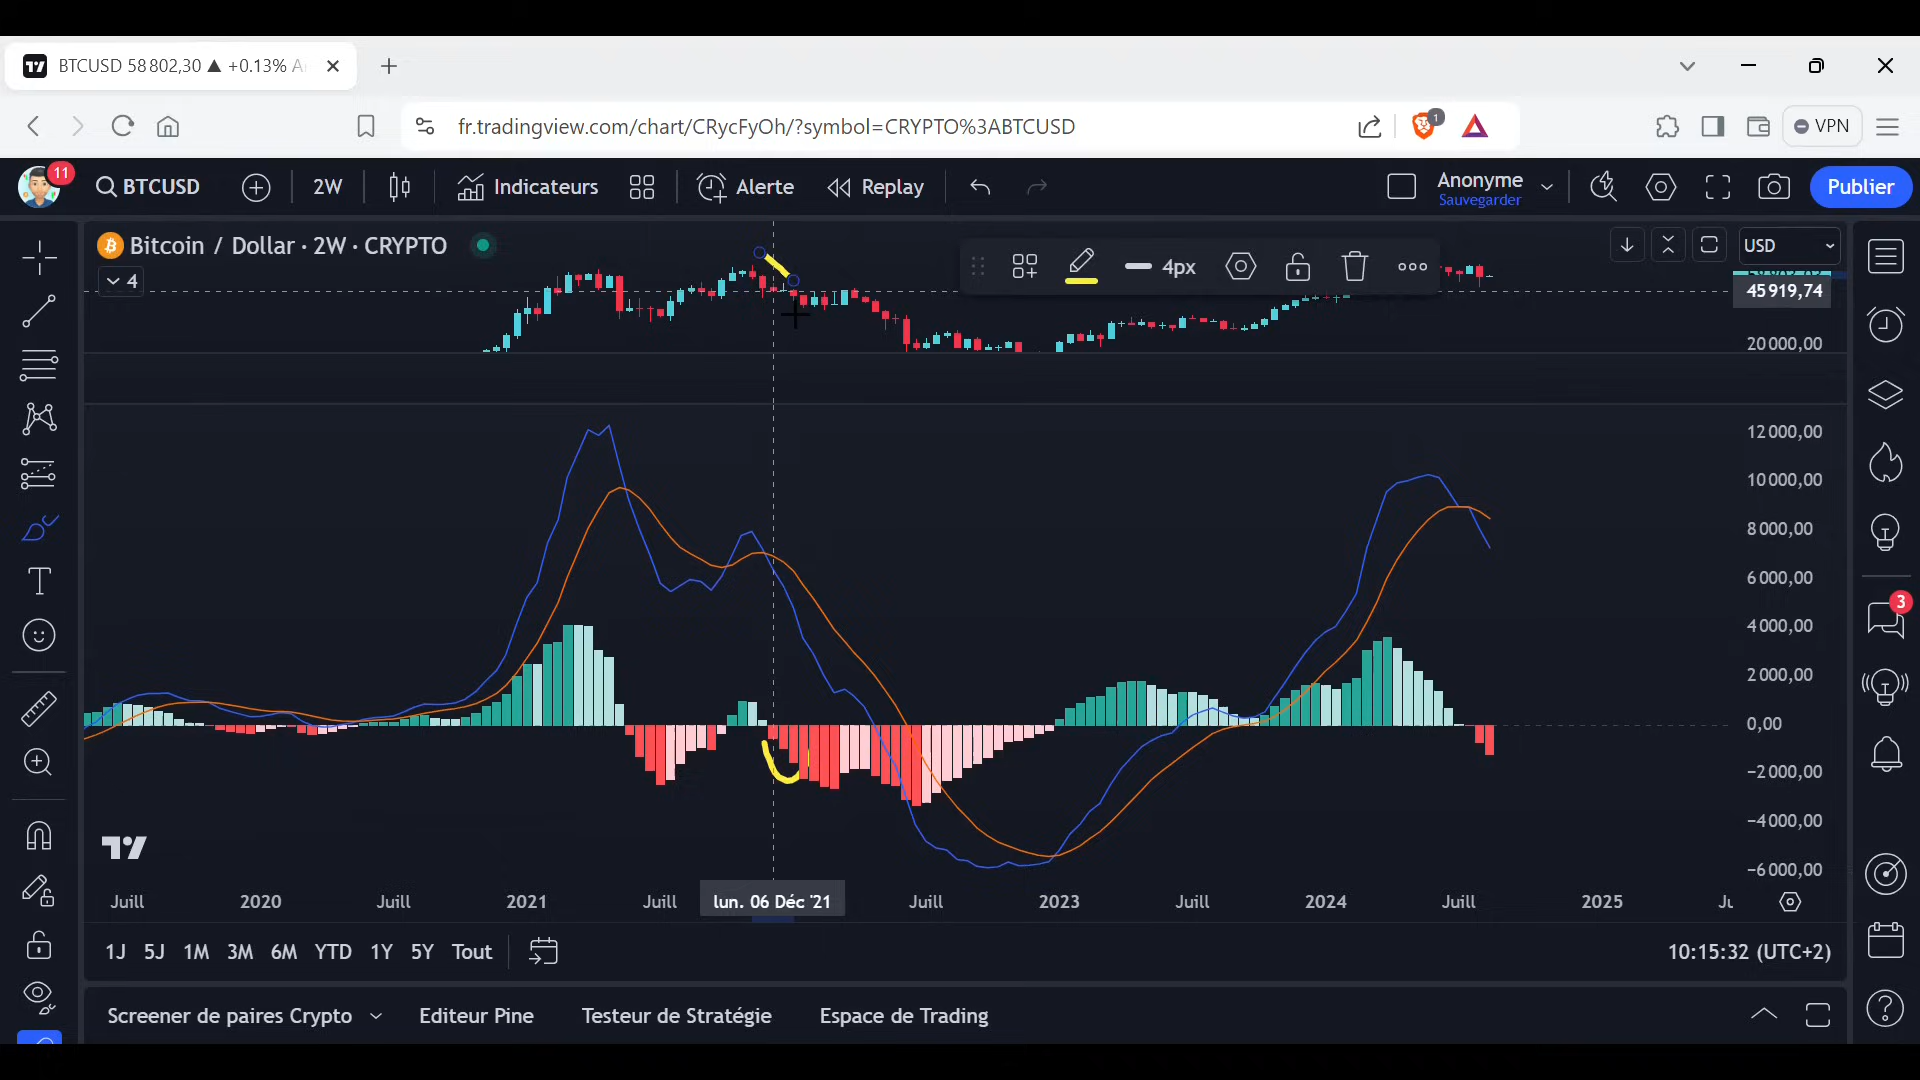 BTCUSD 58 802,30 ▲ +0.13%
fr.tradingview.com/chart/CRycFyOh/?symbol=CRYPTO%3ABTCUSD
1
VPN
11
BTCUSD
2W
Indicateurs
Alerte
Replay
Anonyme
Sauvegarder
Publier
Bitcoin / Dollar · 2W · CRYPTO
4
4px
USD
45 919,74
20 000,00
12 000,00
10 000,00
8 000,00
6 000,00
4 000,00
2 000,00
0,00
−2 000,00
−4 000,00
−6 000,00
3
Juill
2020
Juill
2021
Juill
lun. 06 Déc '21
Juill
2023
Juill
2024
Juill
2025
1J 5J 1M 3M 6M YTD 1Y 5Y Tout
10:15:32 (UTC+2)
Screener de paires Crypto
Editeur Pine
Testeur de Stratégie
Espace de Trading